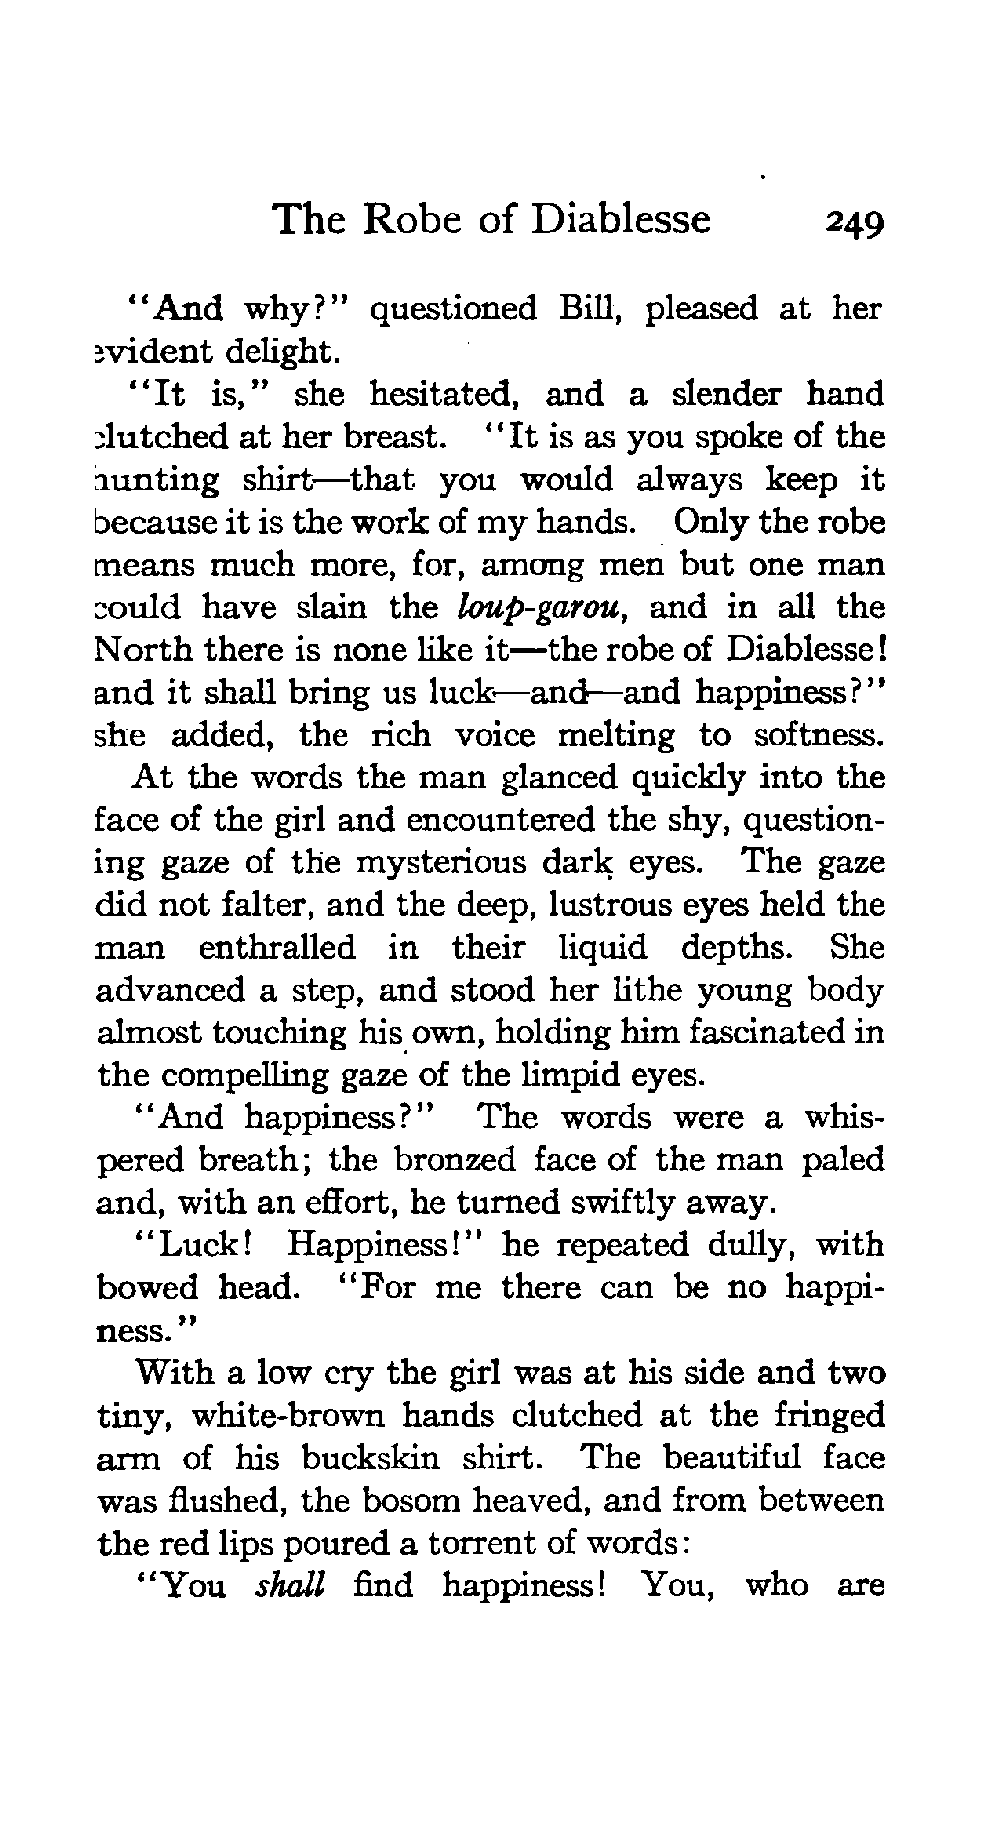 The Robe of Diablesse 249
"And why?" questioned Bill, pleased at her
evident delight.
"It is," she hesitated, and a slender hand
clutched at her breast. "It is as you spoke of the
hunting shirt—that you would always keep it
because it is the work of my hands. Only the robe
means much more, for, among men but one man
could have slain the loup-garou, and in all the
North there is none like it—the robe of Diablesse!
and it shall bring us luck—and—and happiness?"
she added, the rich voice melting to softness.
At the words the man glanced quickly into the
face of the girl and encountered the shy, question-
ing gaze of the mysterious dark eyes. The gaze
did not falter, and the deep, lustrous eyes held the
man enthralled in their liquid depths. She
advanced a step, and stood her lithe young body
almost touching his own, holding him fascinated in
the compelling gaze of the limpid eyes.
"And happiness?" The words were a whis-
pered breath; the bronzed face of the man paled
and, with an effort, he turned swiftly away.
"Luck! Happiness!" he repeated dully, with
bowed head. "For me there can be no happi-
ness."
With a low cry the girl was at his side and two
tiny, white-brown hands clutched at the fringed
arm of his buckskin shirt. The beautiful face
was flushed, the bosom heaved, and from between
the red lips poured a torrent of words:
"You shall find happiness! You, who are